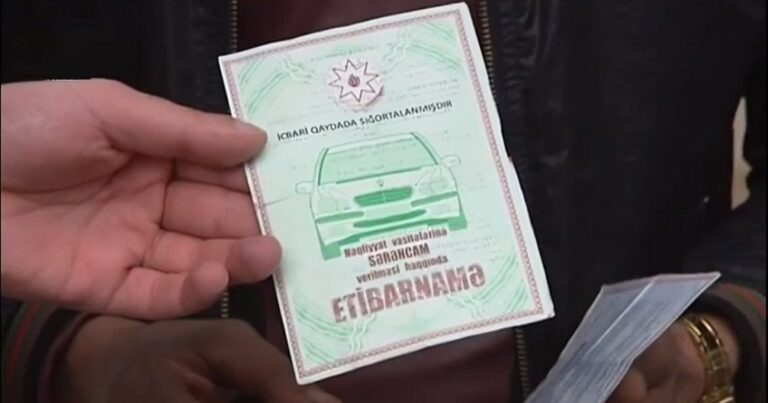 İCBARİ QAYDADA SIĞORTALANMIŞDIR
Nəqliyyat vasitələrinə
SƏRƏNCAM
verilməsi haqqında
ETİBARNAMƏ